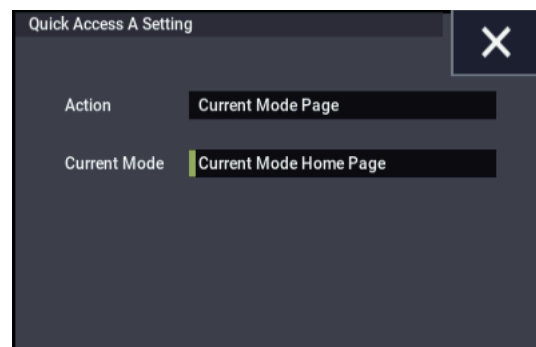 Quick Access A Setting
Action
Current Mode Page
Current Mode
Current Mode Home Page